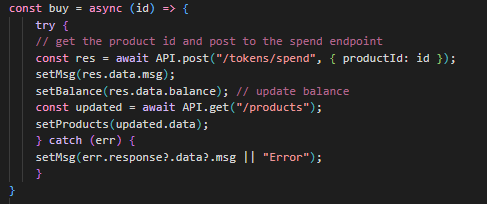 const buy = async (id) => {
    try {
    // get the product id and post to the spend endpoint
    const res = await API.post("/tokens/spend", { productId: id });
    setMsg(res.data.msg);
    setBalance(res.data.balance); // update balance
    const updated = await API.get("/products");
    setProducts(updated.data);
    } catch (err) {
    setMsg(err.response?.data?.msg || "Error");
    }
}